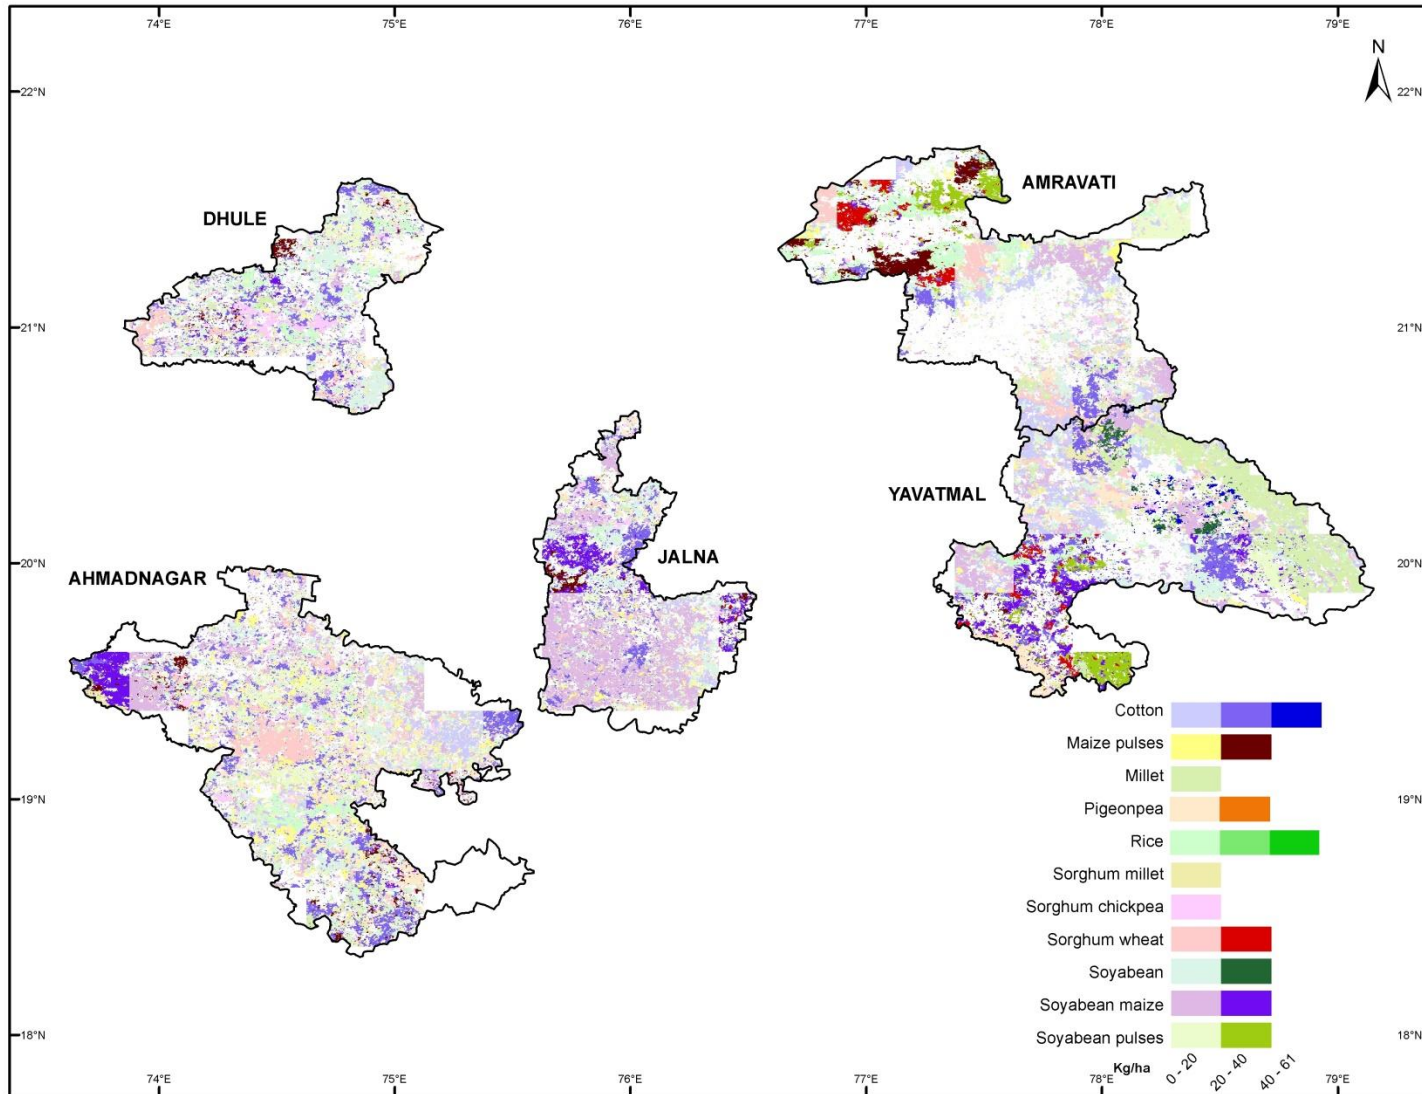 74°E 75°E 76°E 77°E 78°E 79°E
N
22°N 22°N
AMRAVATI
DHULE
21°N 21°N
YAVATMAL
JALNA
20°N 20°N
AHMADNAGAR
Cotton
Maize pulses
Millet
19°N 19°N
Pigeonpea
Rice
Sorghum millet
Sorghum chickpea
Sorghum wheat
Soyabean
Soyabean maize
18°N 18°N
Soyabean pulses
Kg/ha 0 - 20 20 - 40 40 - 61
74°E 75°E 76°E 77°E 78°E 79°E